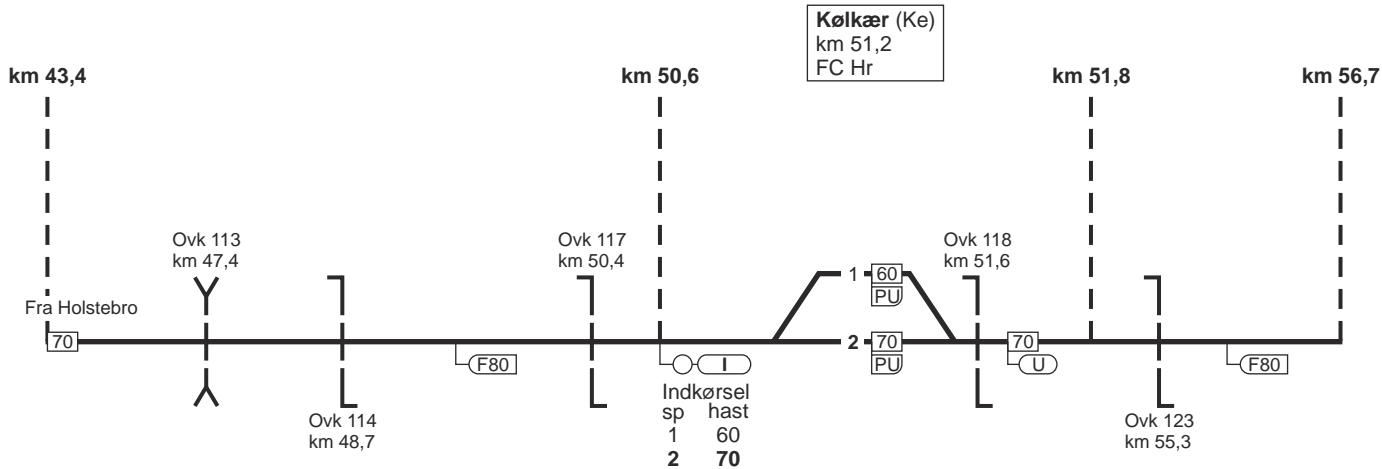 Kølkær (Ke)
km 51,2
FC Hr
km 43,4
km 50,6
km 51,8
km 56,7
Ovk 113
km 47,4
Ovk 117
km 50,4
Ovk 118
km 51,6
1 60
PU
Fra Holstebro
70
2 70
PU
70
F80
I
U
F80
Indkørsel
sp hast
1 60
2 70
Ovk 114
km 48,7
Ovk 123
km 55,3